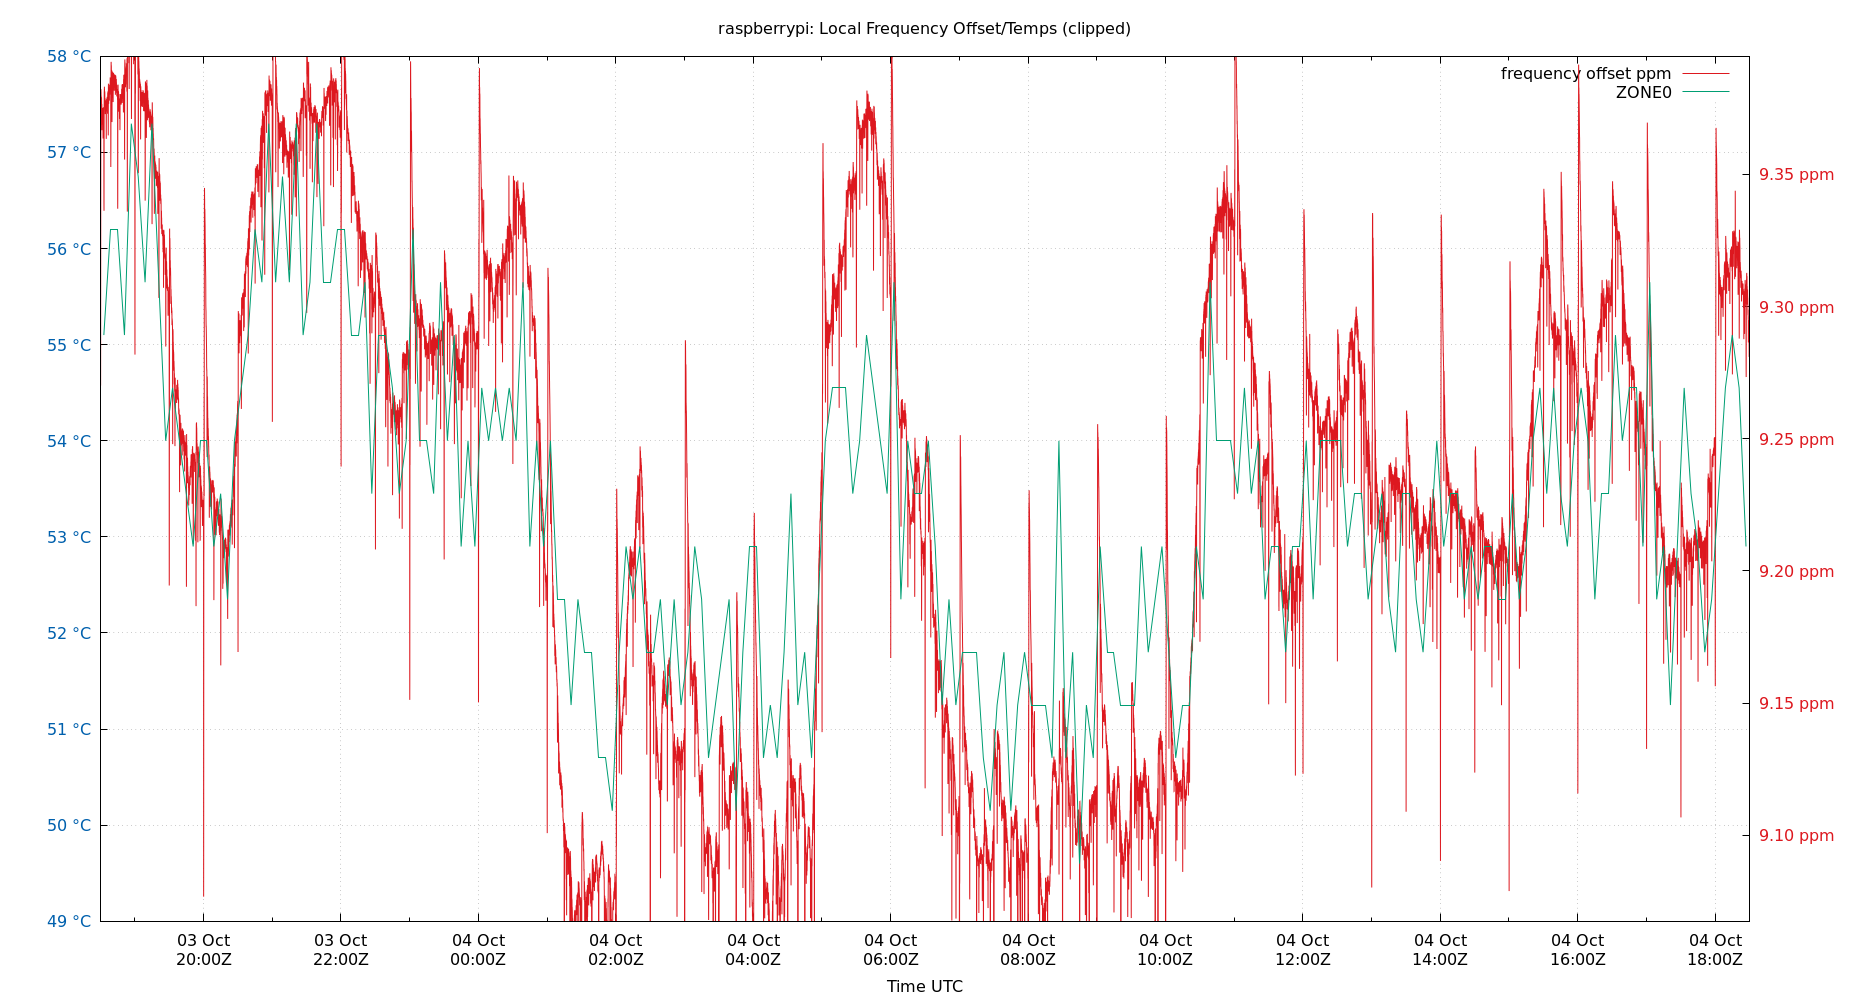 raspberrypi: Local Frequency Offset/Temps (clipped)
58 °C
57 °C
56 °C
55 °C
54 °C
53 °C
52 °C
51 °C
50 °C
49 °C
frequency offset ppm
ZONE0
9.35 ppm
9.30 ppm
9.25 ppm
9.20 ppm
9.15 ppm
9.10 ppm
03 Oct 03 Oct 04 Oct 04 Oct 04 Oct 04 Oct 04 Oct 04 Oct 04 Oct 04 Oct 04 Oct 04 Oct
20:00Z 22:00Z 00:00Z 02:00Z 04:00Z 06:00Z 08:00Z 10:00Z 12:00Z 14:00Z 16:00Z 18:00Z
Time UTC